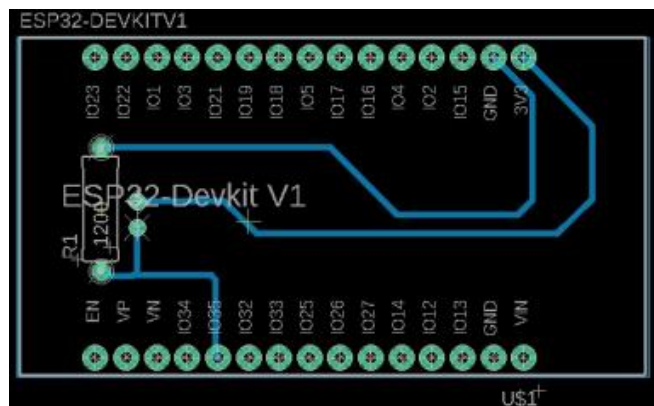 ESP32-DEVKITV1
IO23 IO22 IO1 IO3 IO21 IO19 IO18 IO5 IO17 IO16 IO4 IO2 IO15 GND 3V3
ESP32-Devkit V1
R1 1200
EN VP VN IO34 IO35 IO32 IO33 IO25 IO26 IO27 IO14 IO12 IO13 GND VIN
U$1